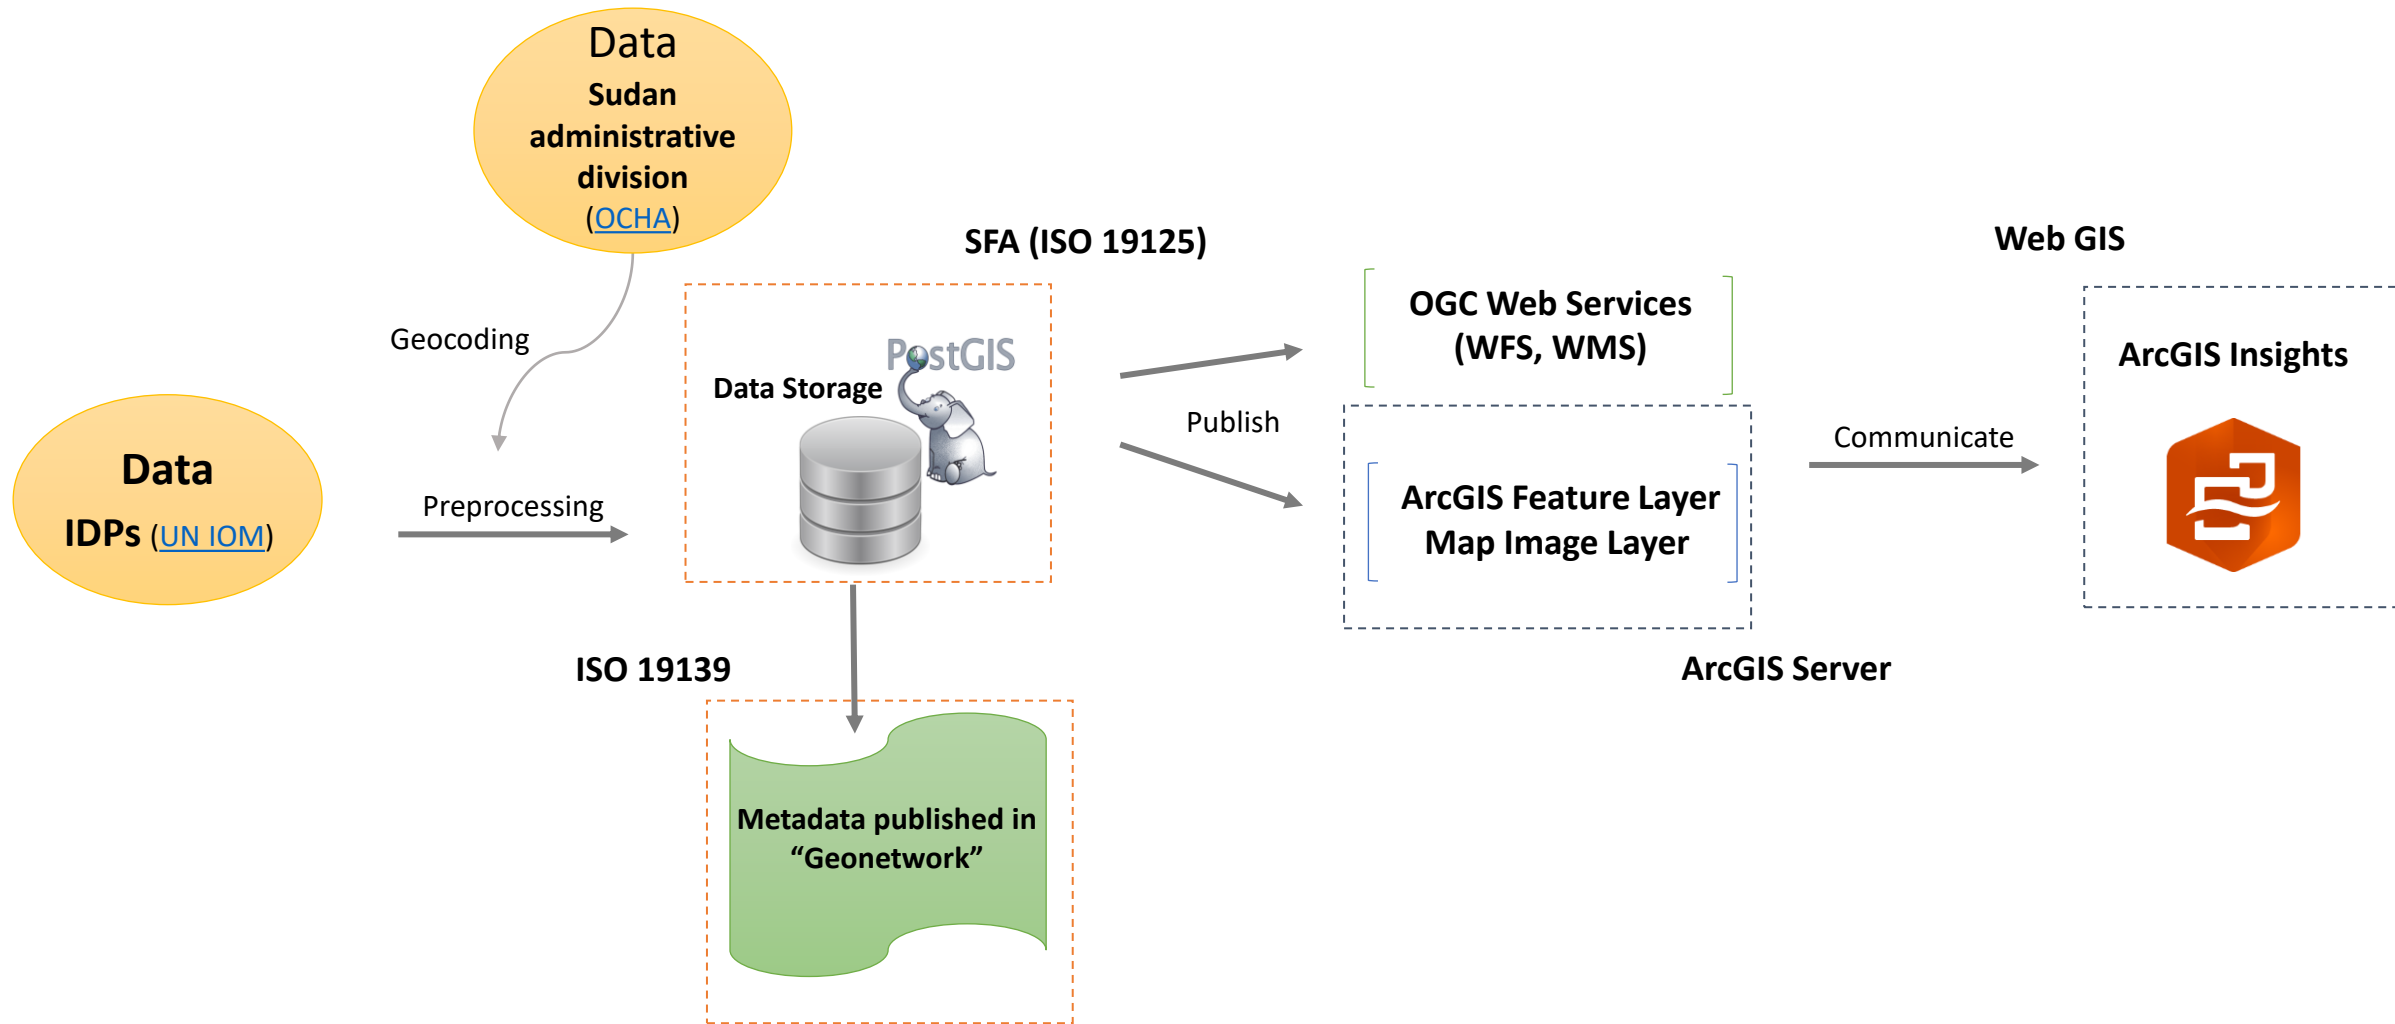 Data
Sudan
administrative
division
(OCHA)
Geocoding
Data
IDPs (UN IOM)
Preprocessing
SFA (ISO 19125)
PostGIS
Data Storage
ISO 19139
Metadata published in
“Geonetwork”
Publish
OGC Web Services
(WFS, WMS)
ArcGIS Feature Layer
Map Image Layer
ArcGIS Server
Communicate
Web GIS
ArcGIS Insights